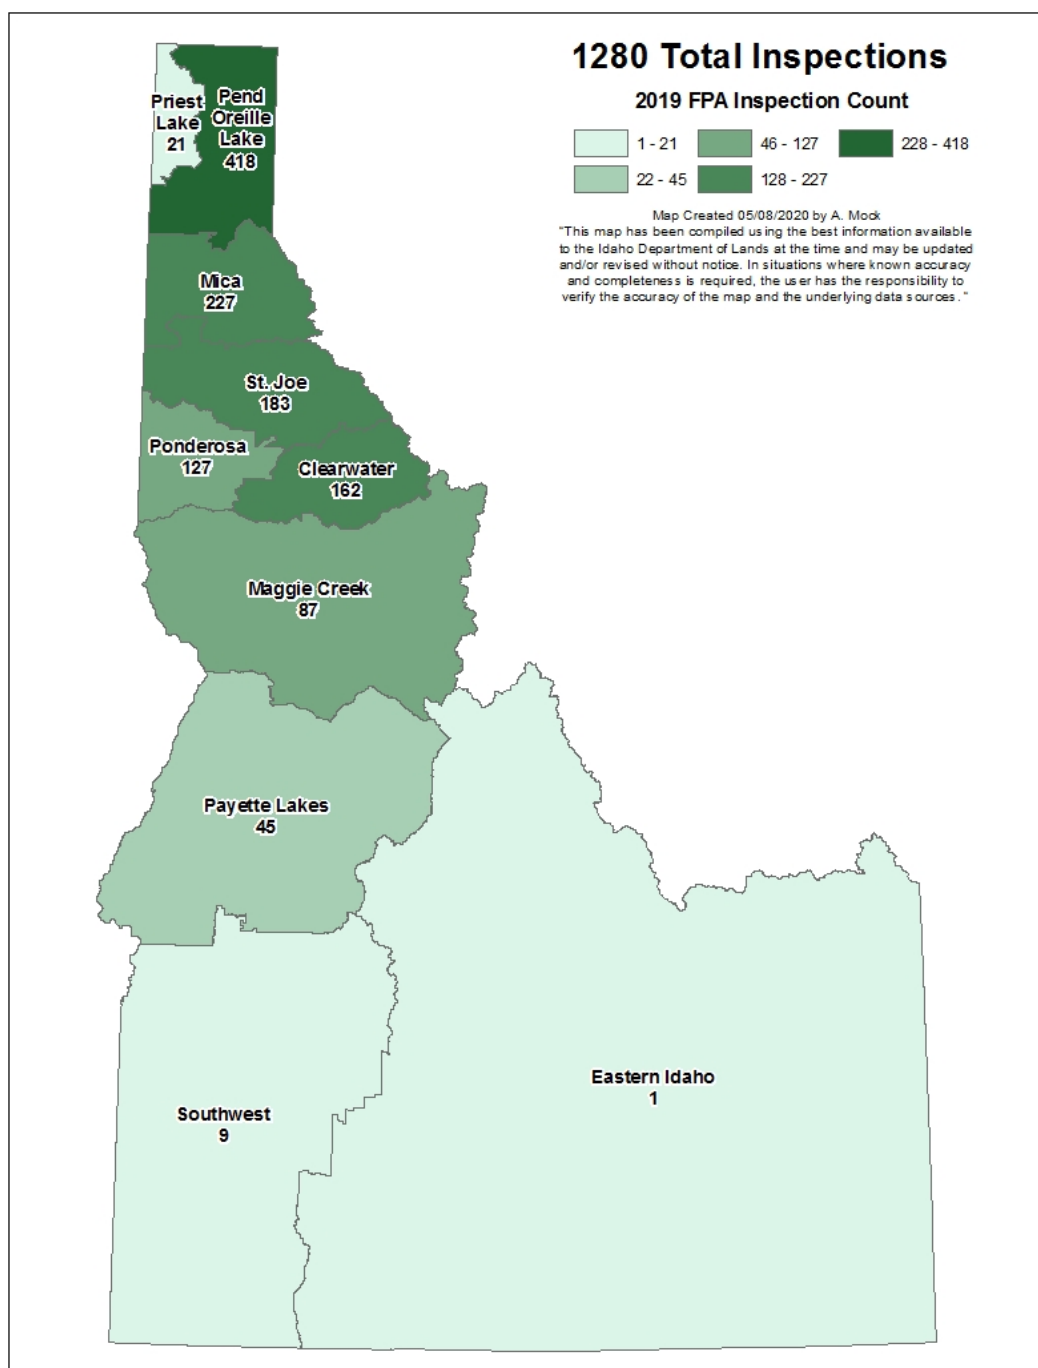 1280 Total Inspections
2019 FPA Inspection Count
1 - 21
46 - 127
228 - 418
22 - 45
128 - 227
Map Created 05/08/2020 by A. Mock
"This map has been compiled using the best information available
to the Idaho Department of Lands at the time and may be updated
and/or revised without notice. In situations where known accuracy
and completeness is required, the user has the responsibility to
verify the accuracy of the map and the underlying data sources."
Priest
Lake
21
Pend
Oreille
Lake
418
Mica
227
St. Joe
183
Ponderosa
127
Clearwater
162
Maggie Creek
87
Payette Lakes
45
Eastern Idaho
1
Southwest
9